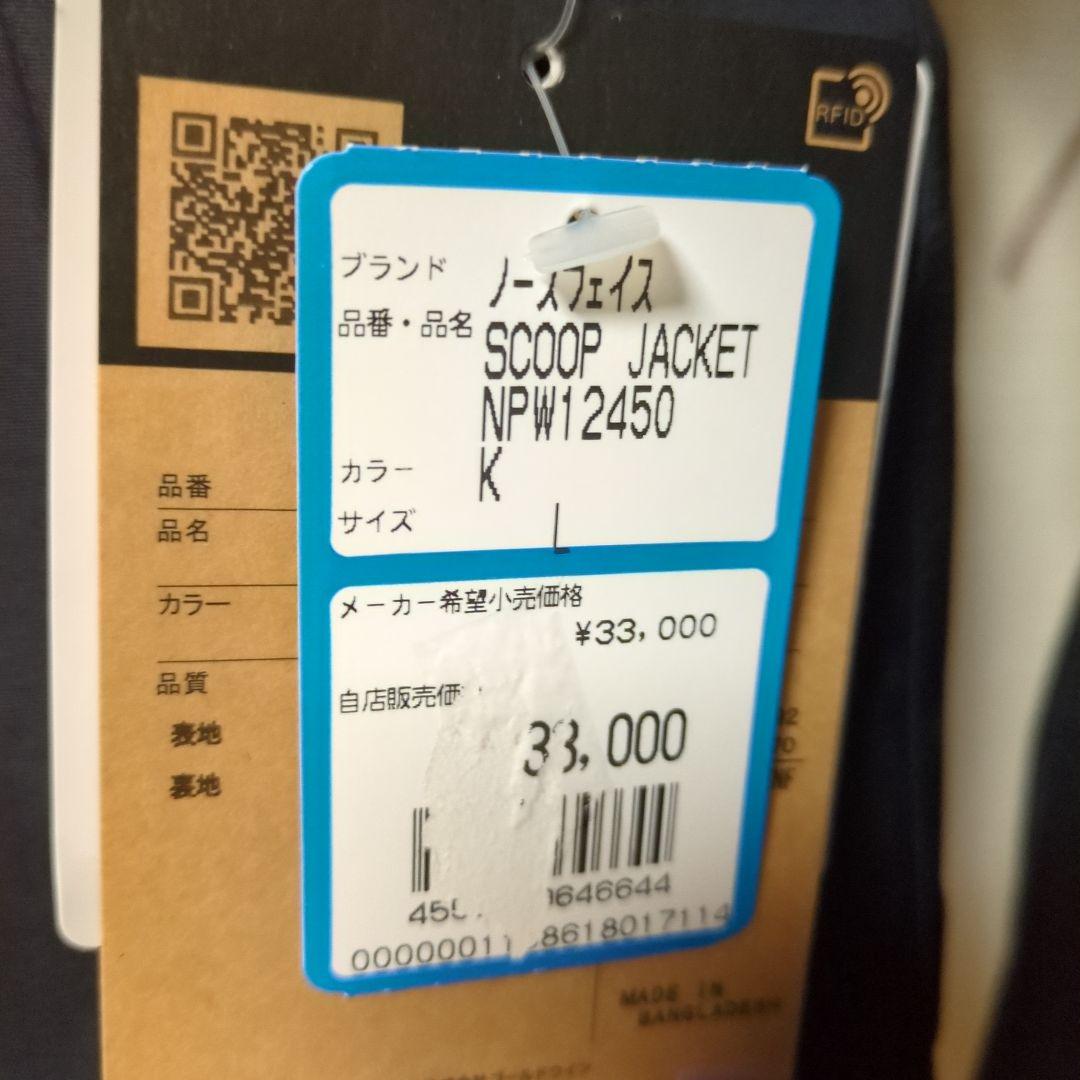 RFID
ブランド ノースフェイス
品番・品名 SCOOP JACKET
NPW12450
カラー K
サイズ L
メーカー希望小売価格
¥33,000
自店販売価
33,000
646644
0000001
8618017114
品番
品名
カラー
品質
表地
裏地
MADE IN
BANGLADESH